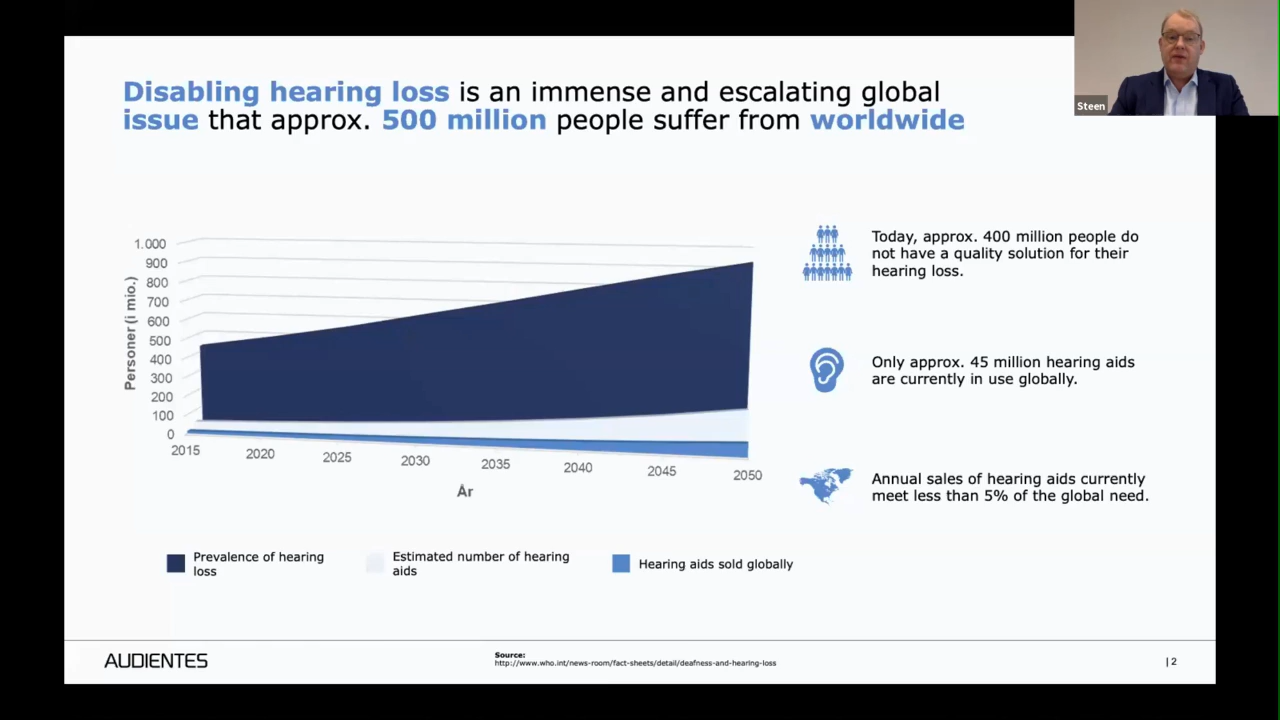 Disabling hearing loss is an immense and escalating global
issue that approx. 500 million people suffer from worldwide
Steen
1.000
900
800
700
600
500
400
300
200
100
0
Personer (i mio.)
2015
2020
2025
2030
2035
2040
2045
2050
År
Prevalence of hearing
loss
Estimated number of hearing
aids
Hearing aids sold globally
Today, approx. 400 million people do
not have a quality solution for their
hearing loss.
Only approx. 45 million hearing aids
are currently in use globally.
Annual sales of hearing aids currently
meet less than 5% of the global need.
AUDIENTES
Source:
http://www.who.int/news-room/fact-sheets/detail/deafness-and-hearing-loss
| 2